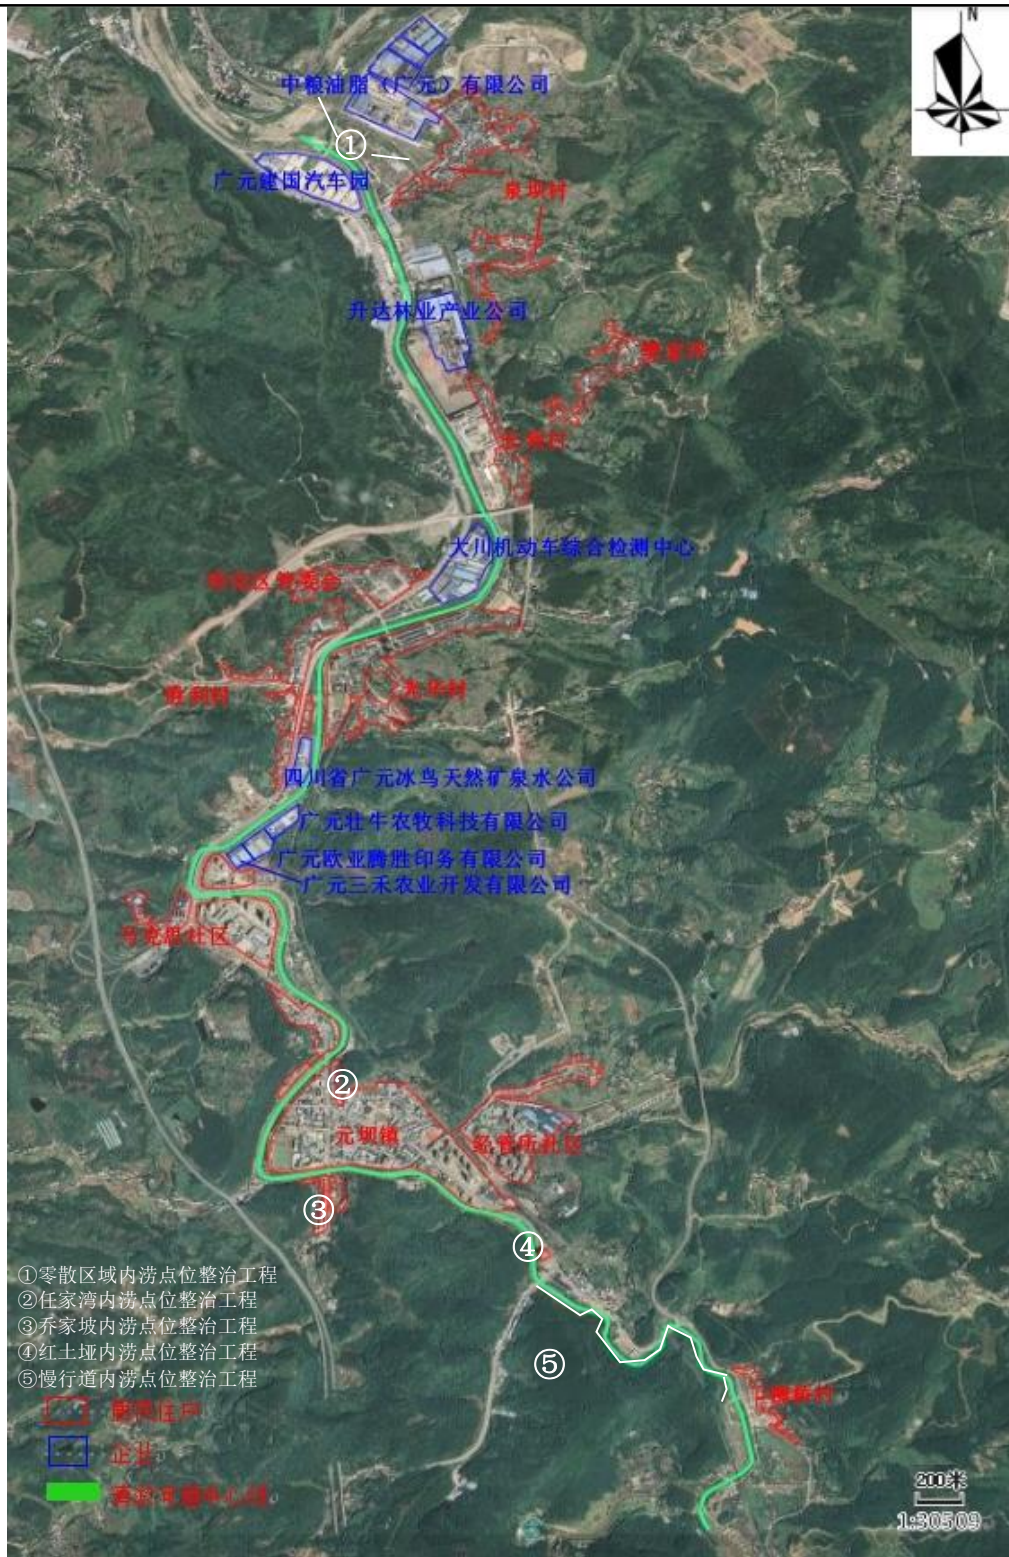 N
中粮油脂（广元）有限公司
①
广元建国汽车园
泉坝村
升达林业产业公司
大川机动车综合检测中心
四川省广元冰鸟天然矿泉水公司
广元壮牛农牧科技有限公司
广元欧亚腾胜印务有限公司
广元三禾农业开发有限公司
②
元坝镇
③
④
①零散区域内涝点位整治工程
②任家湾内涝点位整治工程
③乔家坡内涝点位整治工程
④红土垭内涝点位整治工程
⑤慢行道内涝点位整治工程
⑤
企业
200米
1:30509